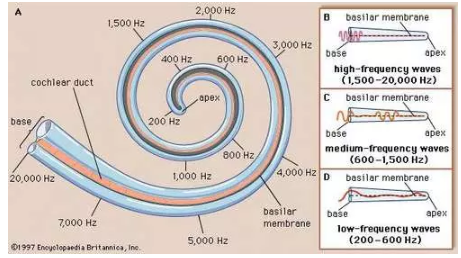 A
2,000 Hz
1,500 Hz
3,000 Hz
400 Hz
600 Hz
cochlear duct
apex
200 Hz
base
800 Hz
1,000 Hz
4,000 Hz
20,000 Hz
basilar
membrane
7,000 Hz
5,000 Hz
©1997 Encyclopaedia Britannica, Inc.
B
basilar membrane
base
apex
high-frequency waves
(1,500–20,000 Hz)
C
basilar membrane
base
apex
medium-frequency waves
(600–1,500 Hz)
D
basilar membrane
base
apex
low-frequency waves
(200–600 Hz)